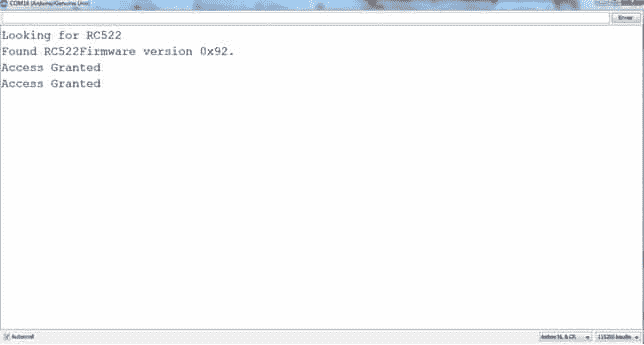 COM16 (Arduino/Genuino Uno)
Enviar
Looking for RC522
Found RC522Firmware version 0x92.
Access Granted
Access Granted
Autoscroll
Ambos NL & CR
115200 baudio